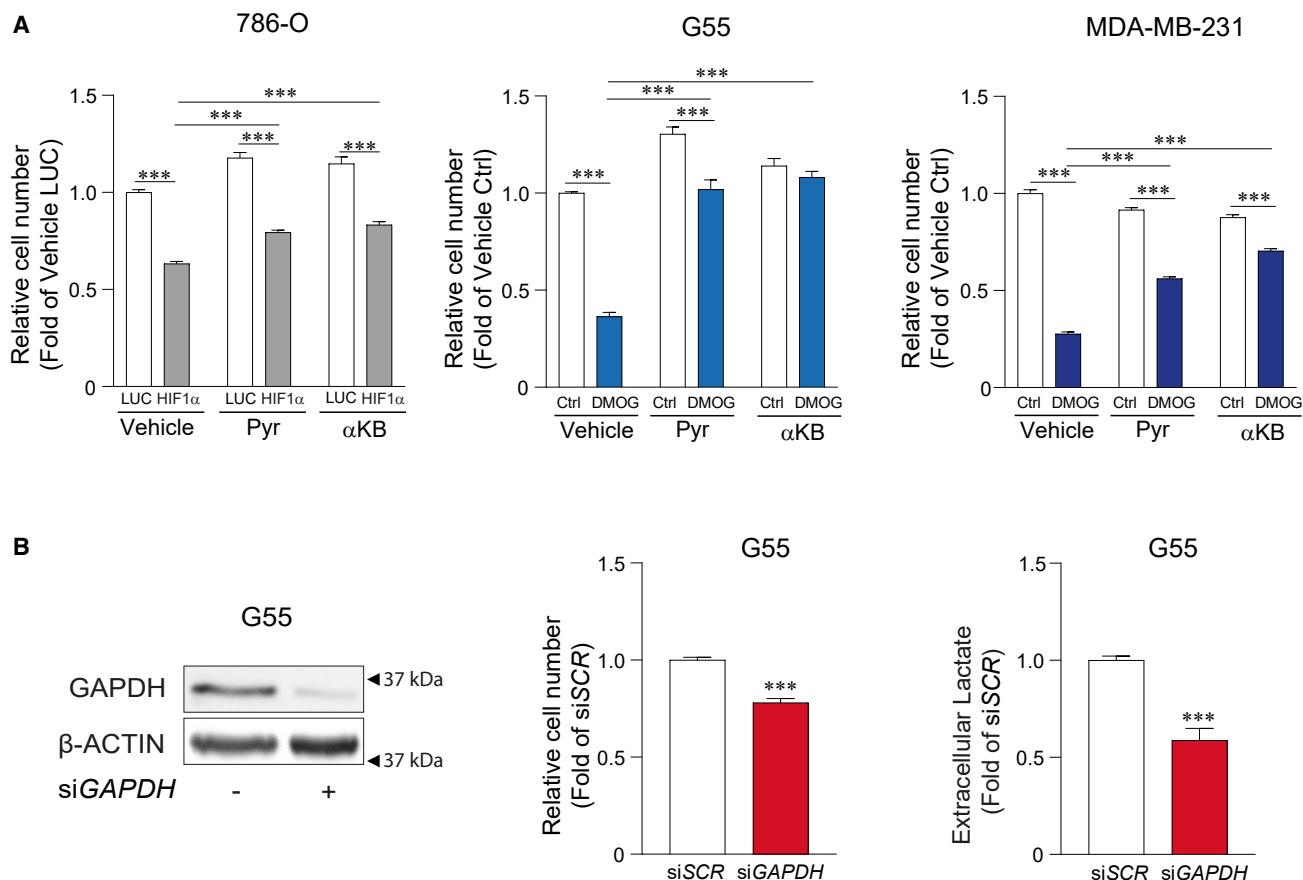 A
786-O
G55
MDA-MB-231
Relative cell number
(Fold of Vehicle LUC)
1.5
1.0
0.5
0
***
***
***
***
***
LUC HIF1α LUC HIF1α LUC HIF1α
Vehicle Pyr αKB
Relative cell number
(Fold of Vehicle Ctrl)
1.5
1.0
0.5
0
***
***
***
***
Ctrl DMOG Ctrl DMOG Ctrl DMOG
Vehicle Pyr αKB
Relative cell number
(Fold of Vehicle Ctrl)
1.5
1.0
0.5
0
***
***
***
***
***
Ctrl DMOG Ctrl DMOG Ctrl DMOG
Vehicle Pyr αKB
B
G55
GAPDH
◄ 37 kDa
β-ACTIN
◄ 37 kDa
siGAPDH - +
G55
Relative cell number
(Fold of siSCR)
1.5
1.0
0.5
0
***
siSCR siGAPDH
G55
Extracellular Lactate
(Fold of siSCR)
1.5
1.0
0.5
0
***
siSCR siGAPDH